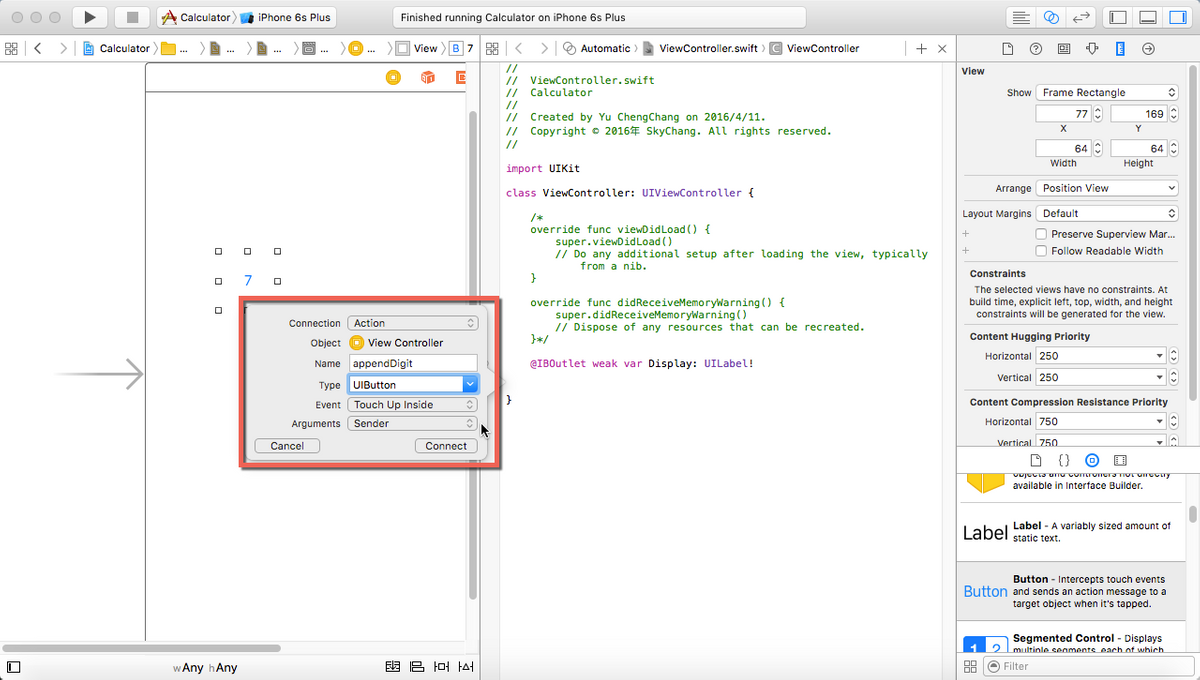 Calculator iPhone 6s Plus
Finished running Calculator on iPhone 6s Plus
Calculator ... ... ... ... ... View B 7
Automatic ViewController.swift C ViewController
//
// ViewController.swift
// Calculator
//
// Created by Yu ChengChang on 2016/4/11.
// Copyright © 2016年 SkyChang. All rights reserved.
//
import UIKit
class ViewController: UIViewController {
/*
override func viewDidLoad() {
super.viewDidLoad()
// Do any additional setup after loading the view, typically
from a nib.
}
override func didReceiveMemoryWarning() {
super.didReceiveMemoryWarning()
// Dispose of any resources that can be recreated.
}*/
@IBOutlet weak var Display: UILabel!
}
7
Connection Action
Object View Controller
Name appendDigit
Type UIButton
Event Touch Up Inside
Arguments Sender
Cancel Connect
wAny hAny
View
Show Frame Rectangle
77 169
X Y
64 64
Width Height
Arrange Position View
Layout Margins Default
Preserve Superview Mar...
Follow Readable Width
Constraints
The selected views have no constraints. At
build time, explicit left, top, width, and height
constraints will be generated for the view.
Content Hugging Priority
Horizontal 250
Vertical 250
Content Compression Resistance Priority
Horizontal 750
Vertical 750
{}
objects and controllers not directly
available in Interface Builder.
Label Label - A variably sized amount of
static text.
Button Button - Intercepts touch events
and sends an action message to a
target object when it's tapped.
1 2 Segmented Control - Displays
multiple segments, each of which
Filter